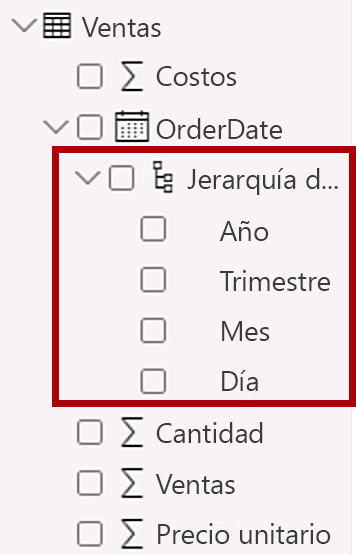 Ventas
Costos
OrderDate
Jerarquía d...
Año
Trimestre
Mes
Día
Cantidad
Ventas
Precio unitario